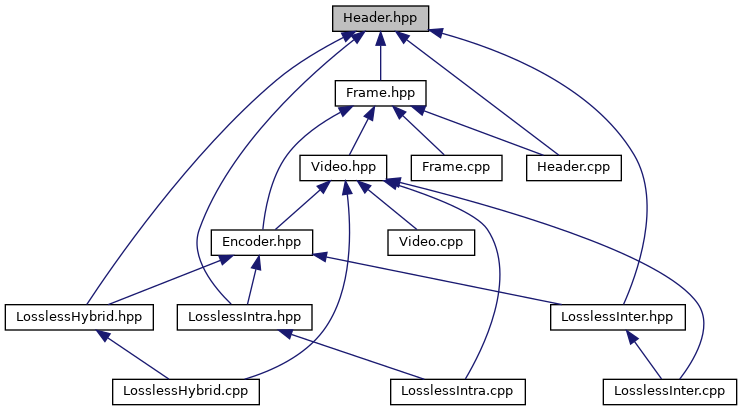 Header.hpp
Frame.hpp
Video.hpp
Frame.cpp
Header.cpp
Encoder.hpp
Video.cpp
LosslessHybrid.hpp
LosslessIntra.hpp
LosslessInter.hpp
LosslessHybrid.cpp
LosslessIntra.cpp
LosslessInter.cpp